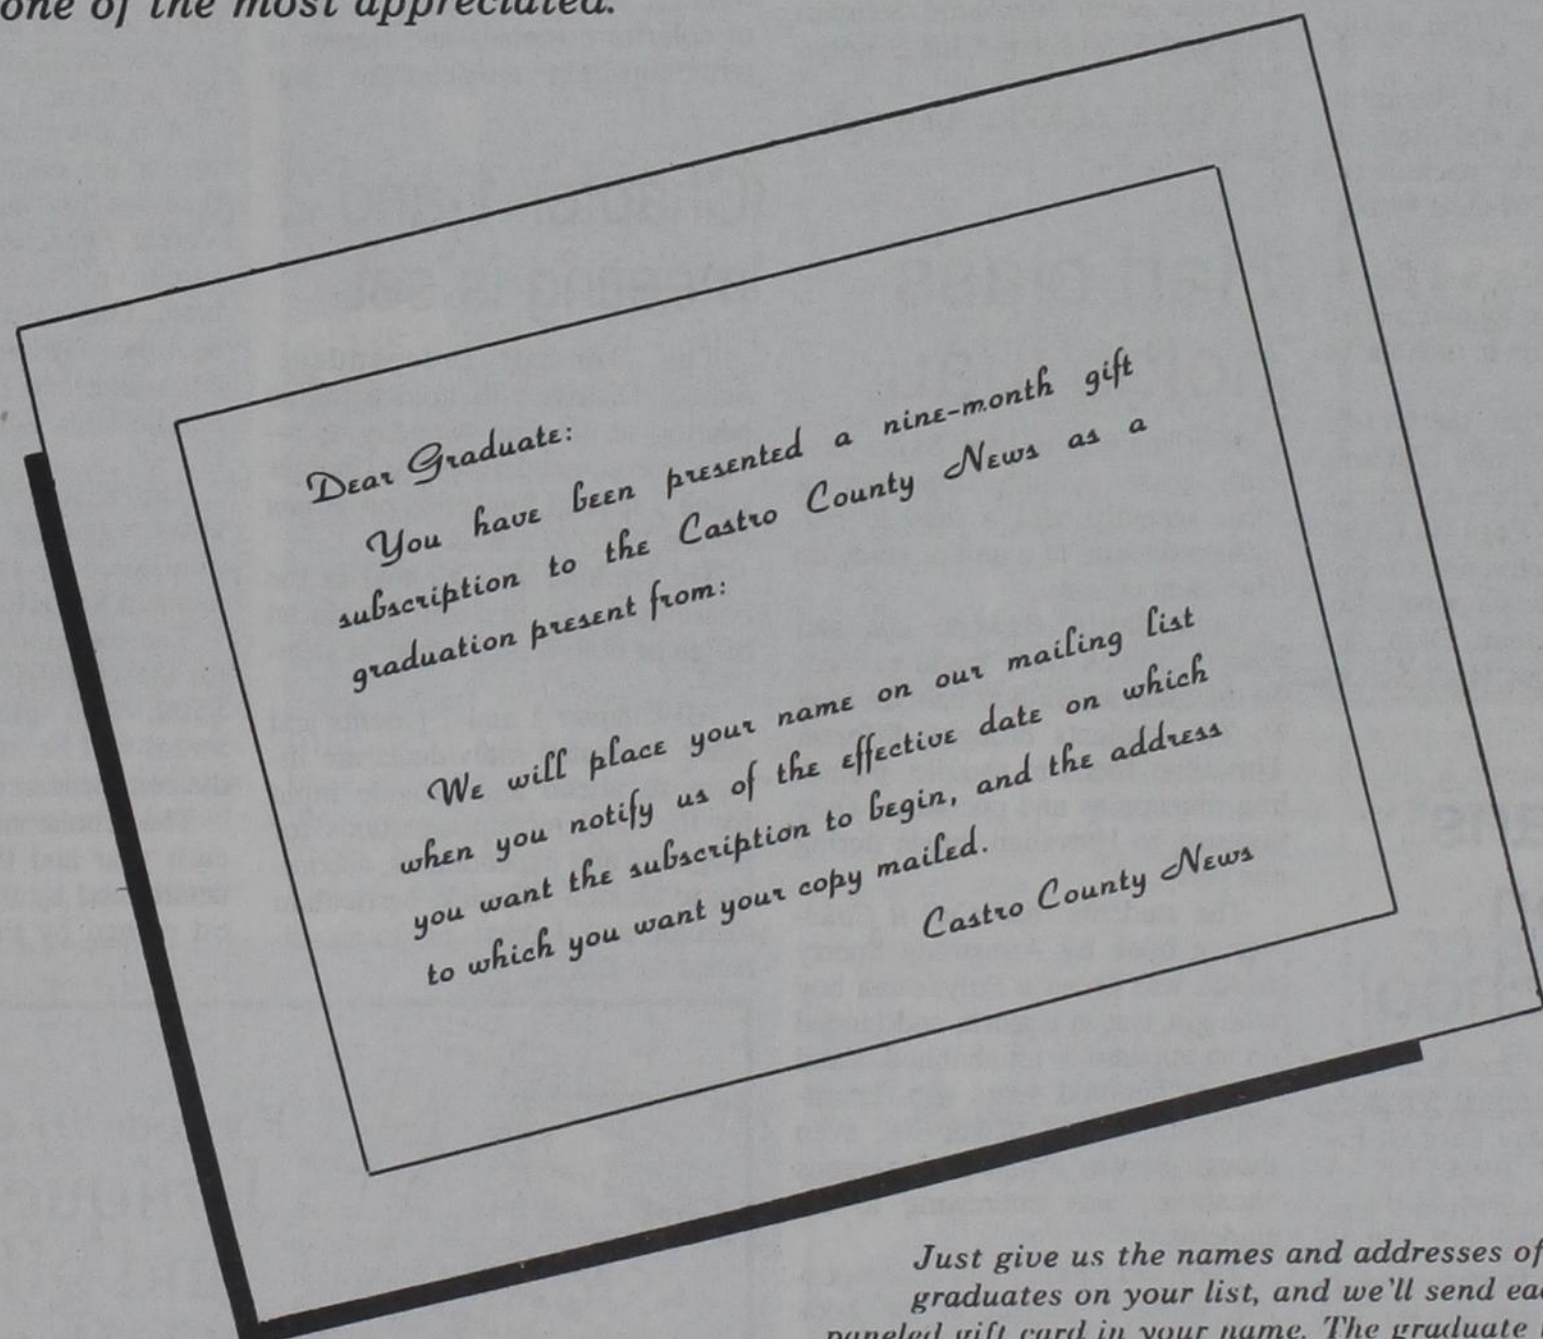 one of the most appreciated.
Dear Graduate:
You have been presented a nine-month gift
subscription to the Castro County News as a
graduation present from:
We will place your name on our mailing list
when you notify us of the effective date on which
you want the subscription to begin, and the address
to which you want your copy mailed.
Castro County News
Just give us the names and addresses of
graduates on your list, and we'll send
paneled gift card in your name. The graduate